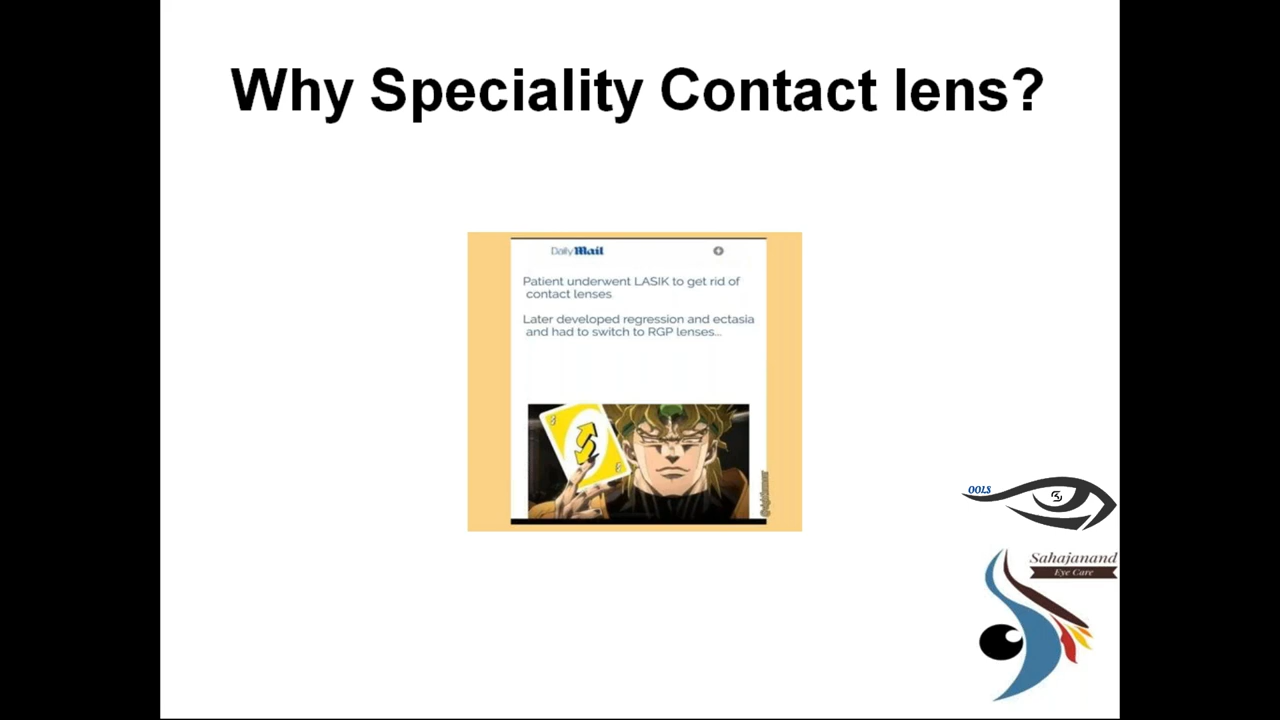 Why Speciality Contact lens?
Daily Mail
Patient underwent LASIK to get rid of
contact lenses
Later developed regression and ectasia
and had to switch to RGP lenses...
OOLS
Sahajanand
Eye Care